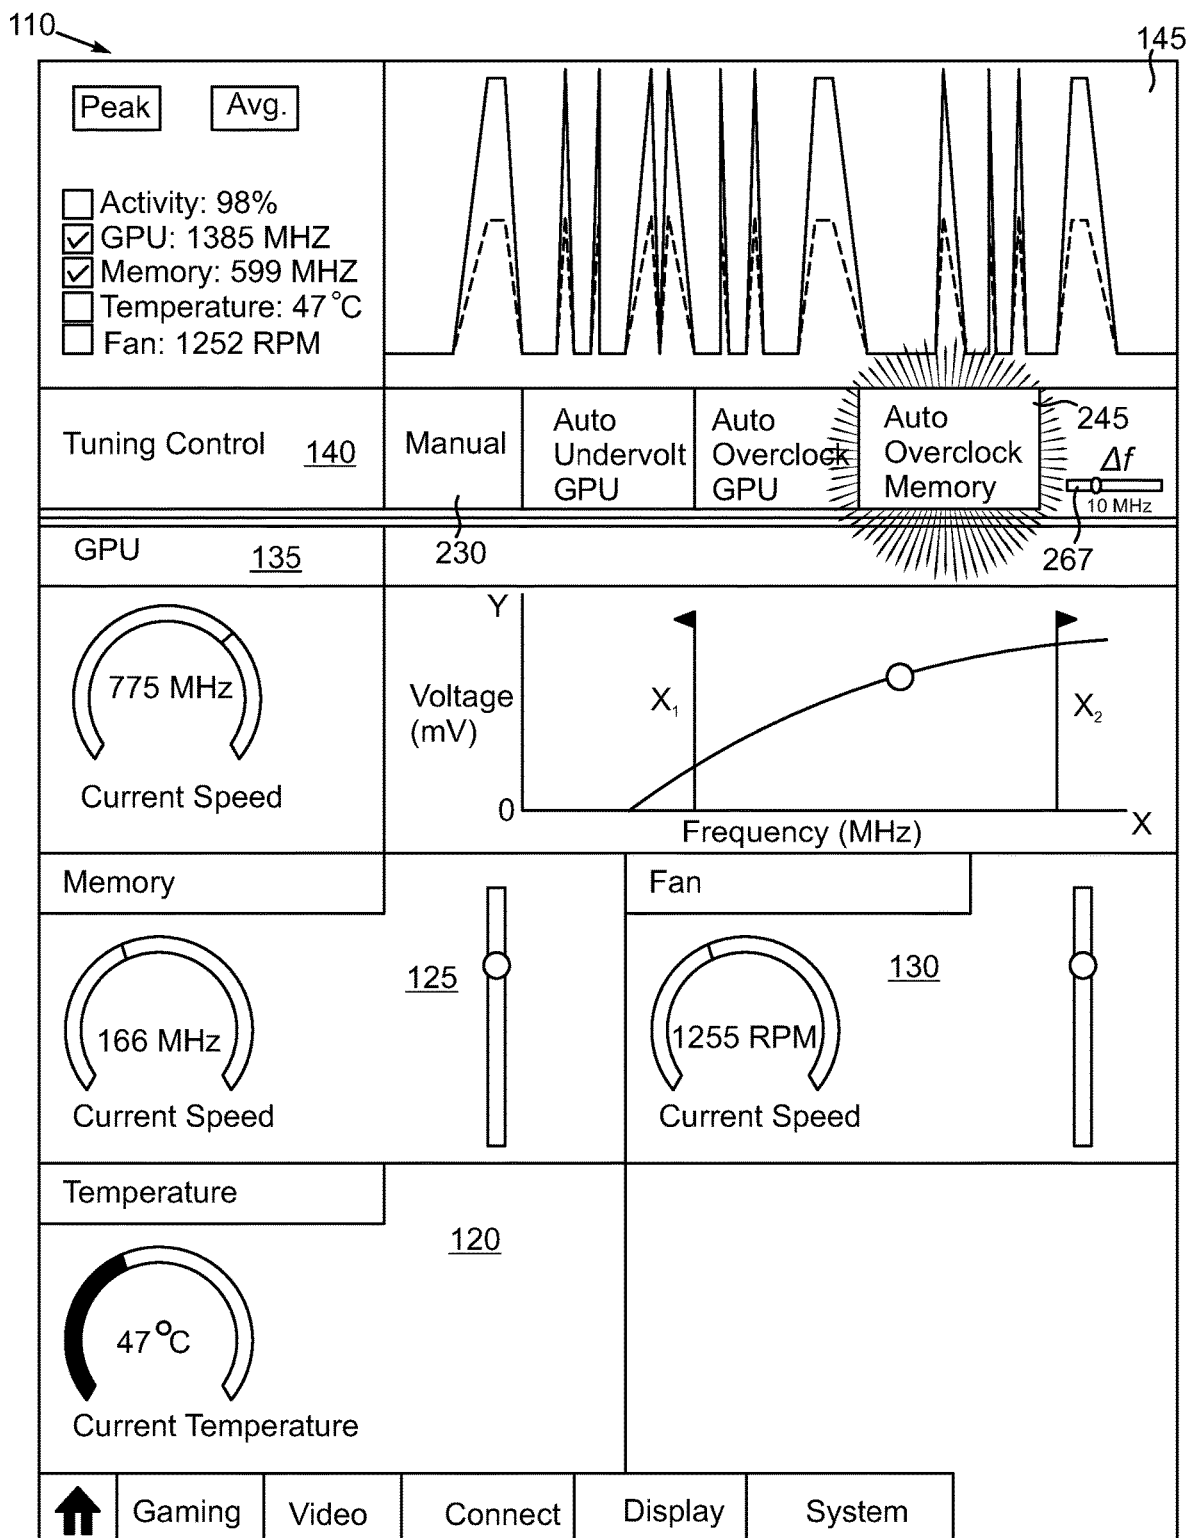 110
145
Peak
Avg.
Activity: 98%
GPU: 1385 MHZ
Memory: 599 MHZ
Temperature: 47°C
Fan: 1252 RPM
Tuning Control 140
Manual
Auto
Undervolt
GPU
Auto
Overclock
GPU
Auto
Overclock
Memory
245
Δf
10 MHz
GPU 135
230
267
775 MHz
Current Speed
Y
Voltage
(mV)
X₁
X₂
0
X
Frequency (MHz)
Memory
125
166 MHz
Current Speed
Fan
130
1255 RPM
Current Speed
Temperature
120
47°C
Current Temperature
Gaming
Video
Connect
Display
System